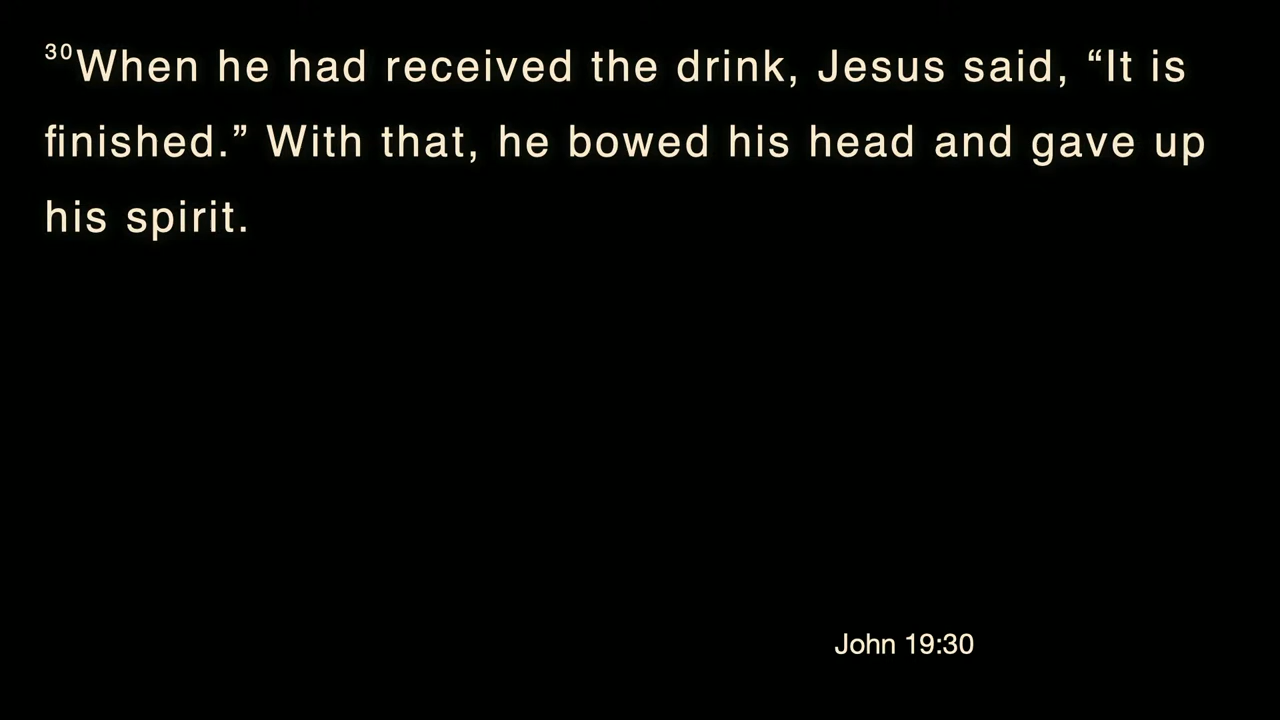 ³⁰When he had received the drink, Jesus said, “It is
finished.” With that, he bowed his head and gave up
his spirit.
John 19:30